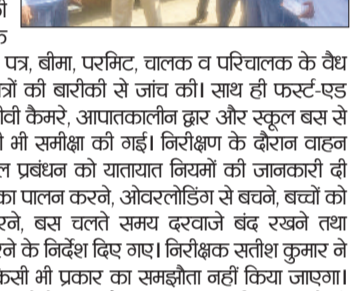 पत्र, बीमा, परमिट, चालक व परिचालक के वैध
की बारीकी से जांच की। साथ ही फर्स्ट-एड
कैमरे, आपातकालीन द्वार और स्कूल बस से
भी समीक्षा की गई। निरीक्षण के दौरान वाहन
प्रबंधन को यातायात नियमों की जानकारी दी
का पालन करने, ओवरलोडिंग से बचने, बच्चों को
बस चलते समय दरवाजे बंद रखने तथा
के निर्देश दिए गए। निरीक्षक सतीश कुमार ने
भी प्रकार का समझौता नहीं किया जाएगा।